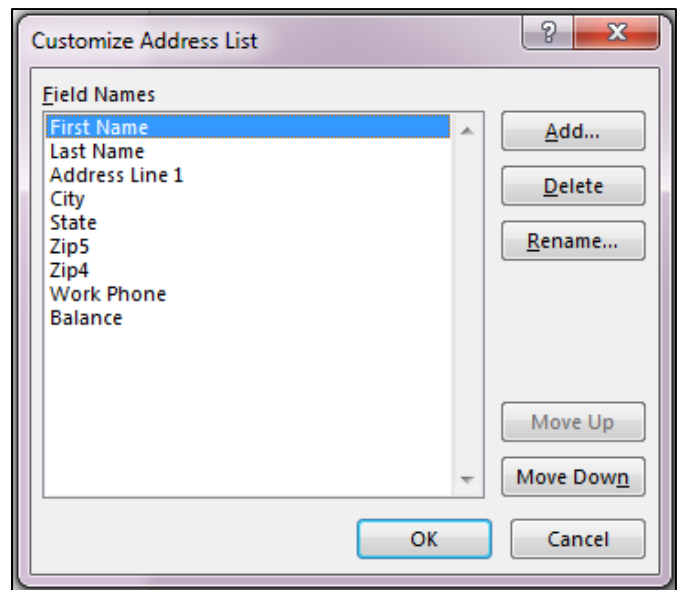 Customize Address List
?
X
Field Names
First Name
Last Name
Address Line 1
City
State
Zip5
Zip4
Work Phone
Balance
Add...
Delete
Rename...
Move Up
Move Down
OK
Cancel